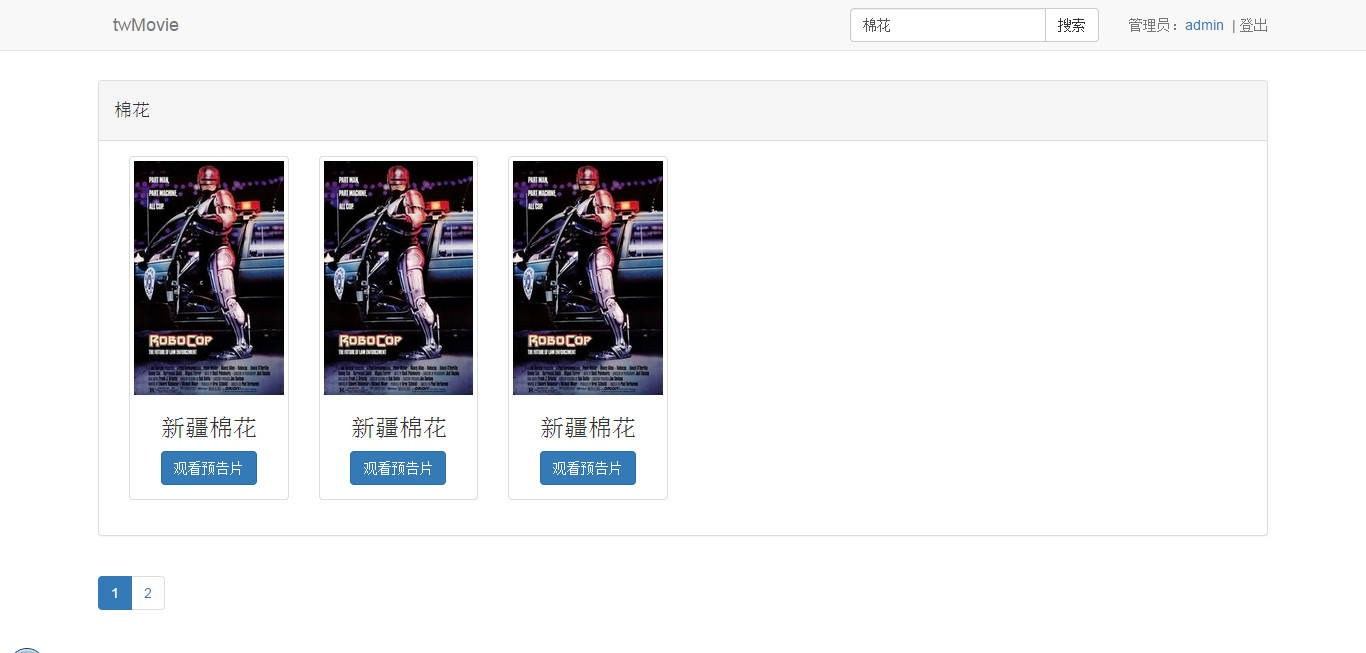 twMovie
棉花
搜索
管理员：admin | 登出
棉花
PART MAN,
PART MACHINE,
ALL COP.
ROBOCOP
THE FUTURE OF LAW ENFORCEMENT
PART MAN,
PART MACHINE,
ALL COP.
ROBOCOP
THE FUTURE OF LAW ENFORCEMENT
PART MAN,
PART MACHINE,
ALL COP.
ROBOCOP
THE FUTURE OF LAW ENFORCEMENT
新疆棉花
新疆棉花
新疆棉花
观看预告片
观看预告片
观看预告片
1
2